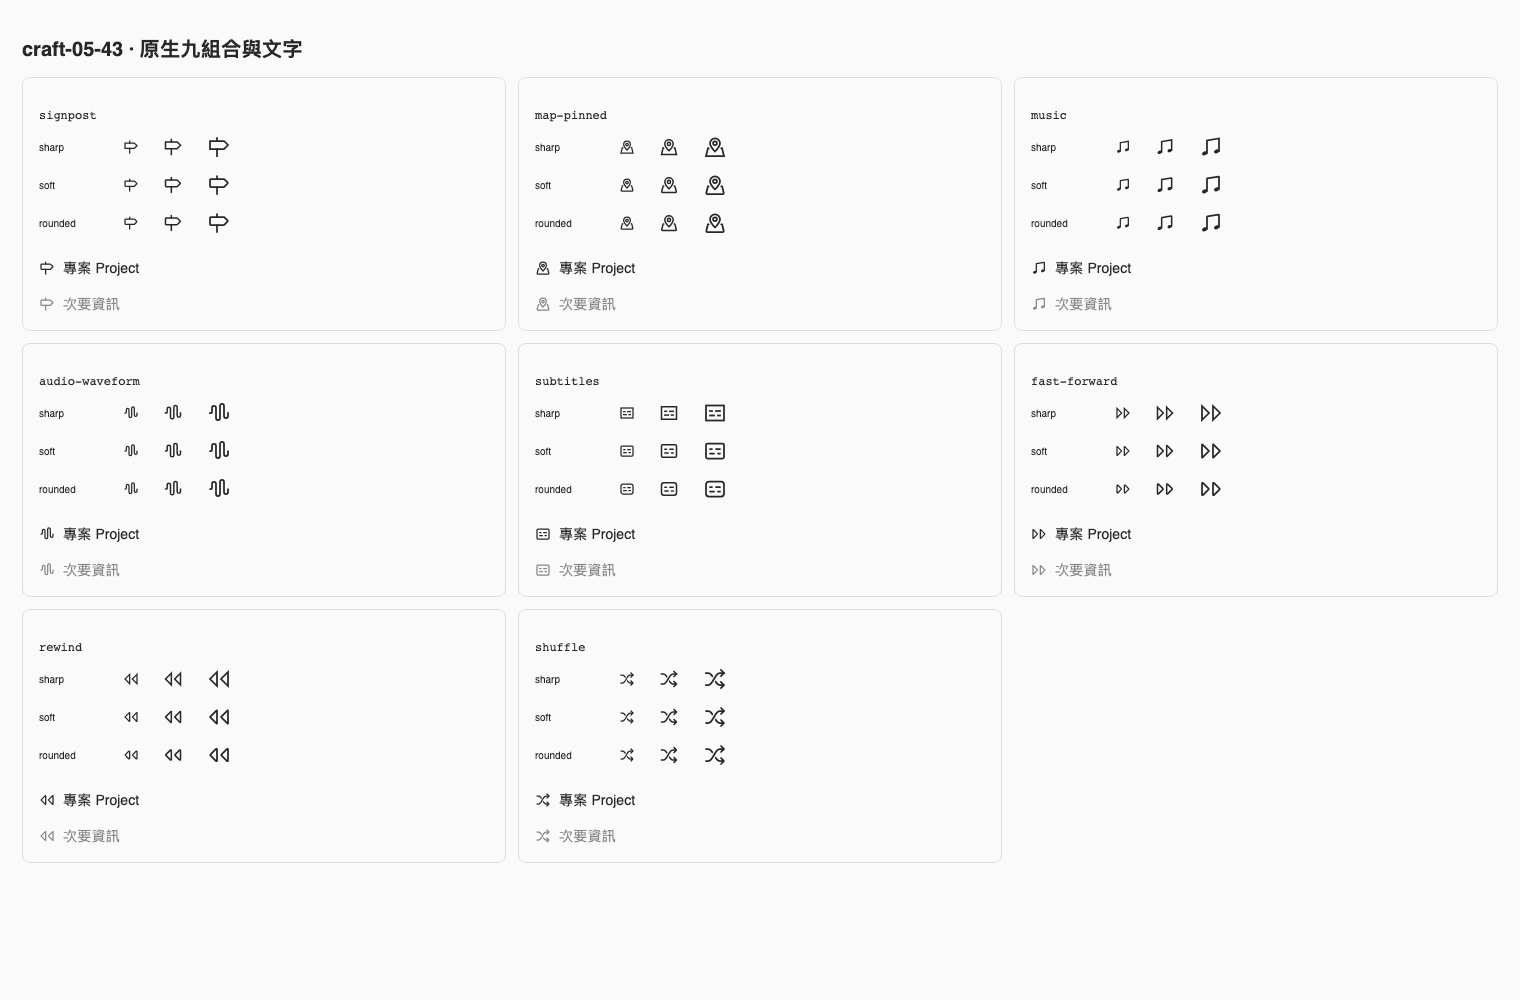 craft-05-43 · 原生九組合與文字
signpost
sharp
soft
rounded
專案 Project
次要資訊
map-pinned
sharp
soft
rounded
專案 Project
次要資訊
music
sharp
soft
rounded
專案 Project
次要資訊
audio-waveform
sharp
soft
rounded
專案 Project
次要資訊
subtitles
sharp
soft
rounded
專案 Project
次要資訊
fast-forward
sharp
soft
rounded
專案 Project
次要資訊
rewind
sharp
soft
rounded
專案 Project
次要資訊
shuffle
sharp
soft
rounded
專案 Project
次要資訊